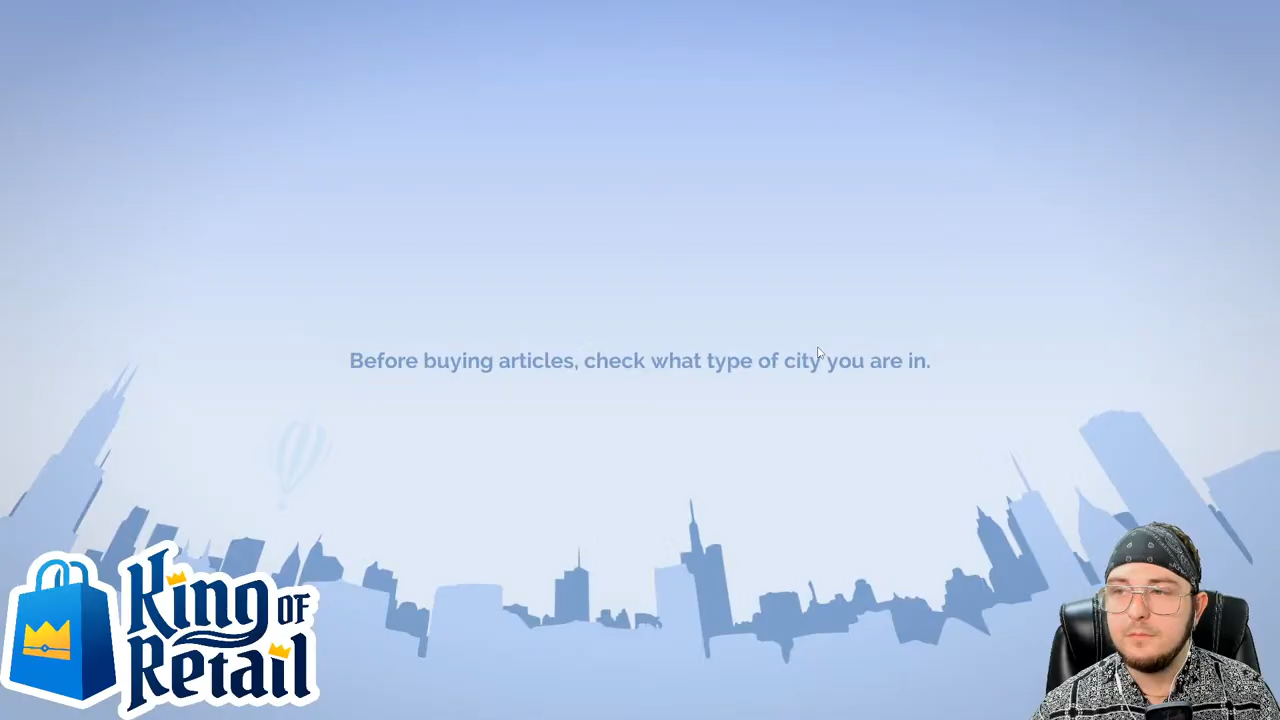 Before buying articles, check what type of city you are in.
King OF
Retail